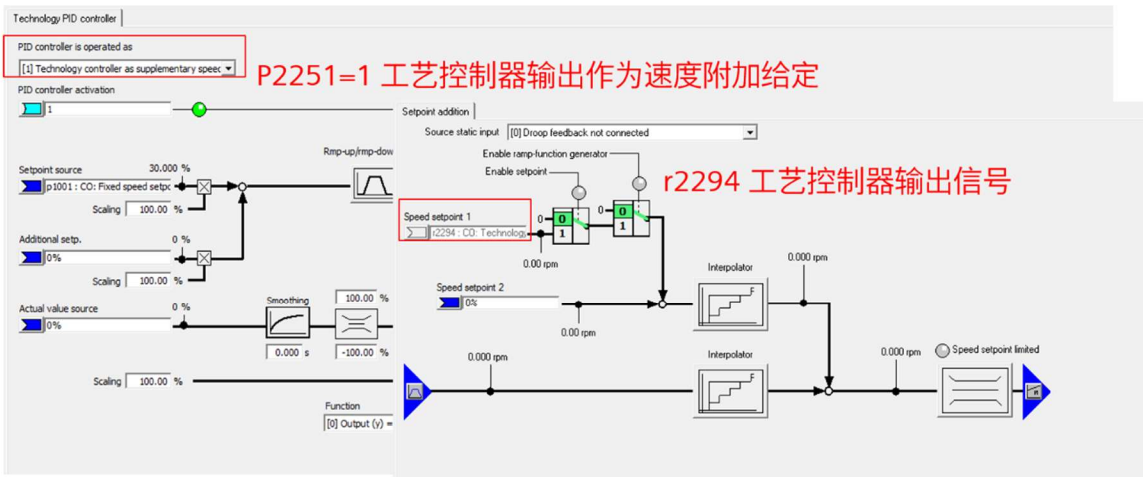 Technology PID controller
PID controller is operated as
[1] Technology controller as supplementary speec
P2251=1 工艺控制器输出作为速度附加给定
PID controller activation
1
Setpoint addition
Source static input [0] Droop feedback not connected
Rmp-up/rmp-dow
Enable ramp-function generator
Enable setpoint
r2294 工艺控制器输出信号
Setpoint source 30.000 %
p1001 : CO: Fixed speed setpc
Scaling 100.00 %
Speed setpoint 1
r2294 : CO: Technolog
0 0
1
0 0
1
0.00 rpm
Additional setp. 0 %
0%
Scaling 100.00 %
Speed setpoint 2
0%
0.00 rpm
Interpolator
0.000 rpm
Actual value source 0 %
0%
Smoothing
0.000 s
100.00 %
-100.00 %
0.000 rpm
Interpolator
0.000 rpm
Speed setpoint limited
Scaling 100.00 %
Function
[0] Output (y) =